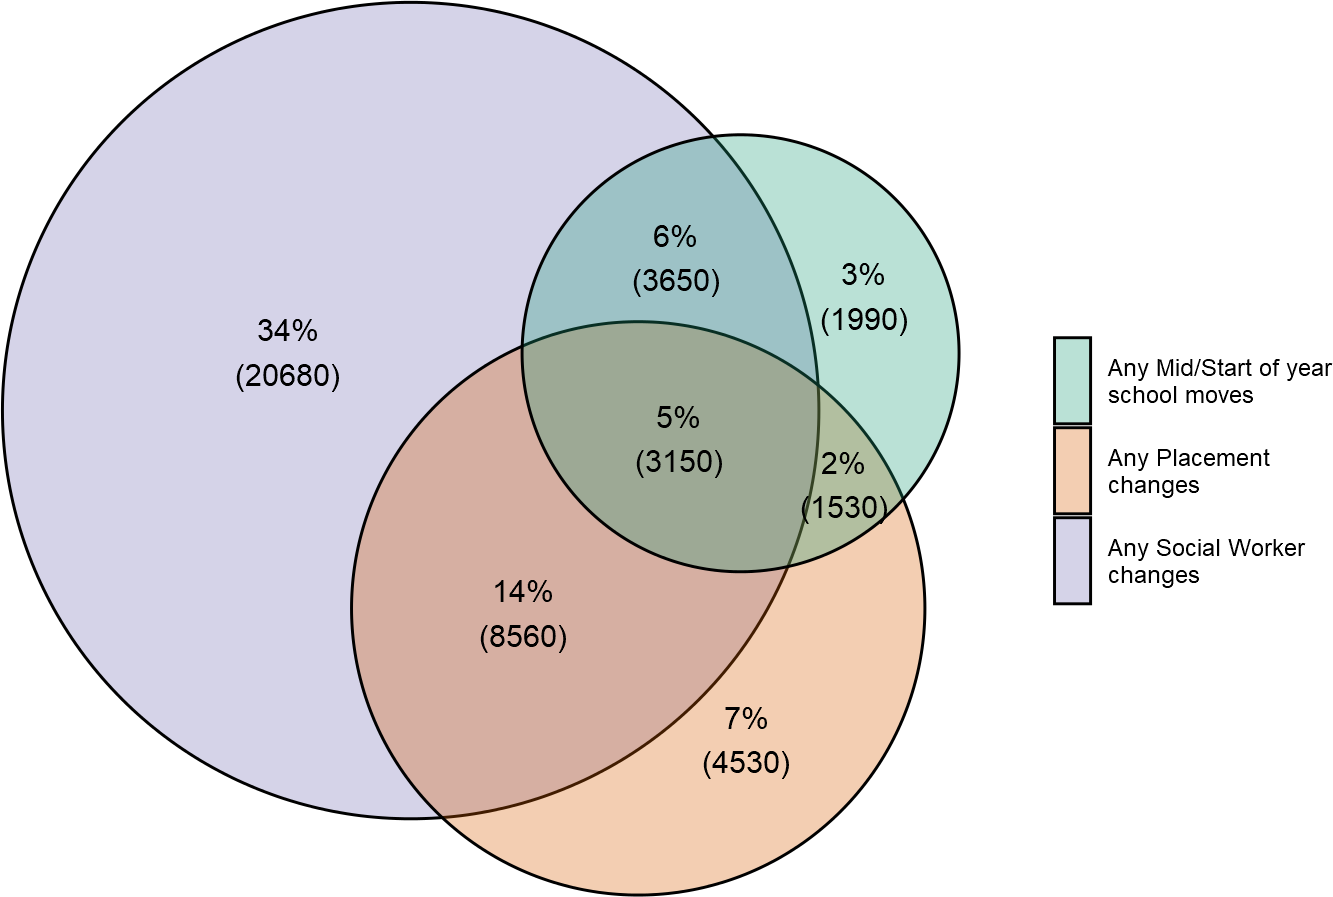 6%
(3650)
3%
(1990)
34%
(20680)
5%
(3150)
2%
(1530)
14%
(8560)
7%
(4530)
Any Mid/Start of year
school moves
Any Placement
changes
Any Social Worker
changes